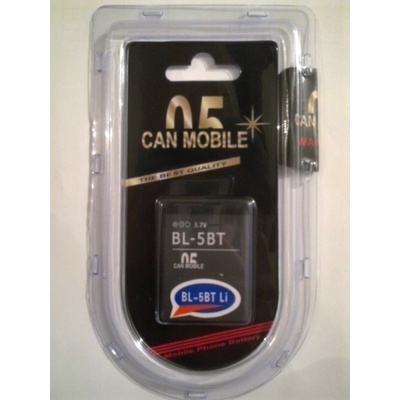 05
CAN MOBILE
THE BEST QUALITY
WA
3.7V
BL-5BT
05
CAN MOBILE
BL-5BT Li
Mobile Phone Battery